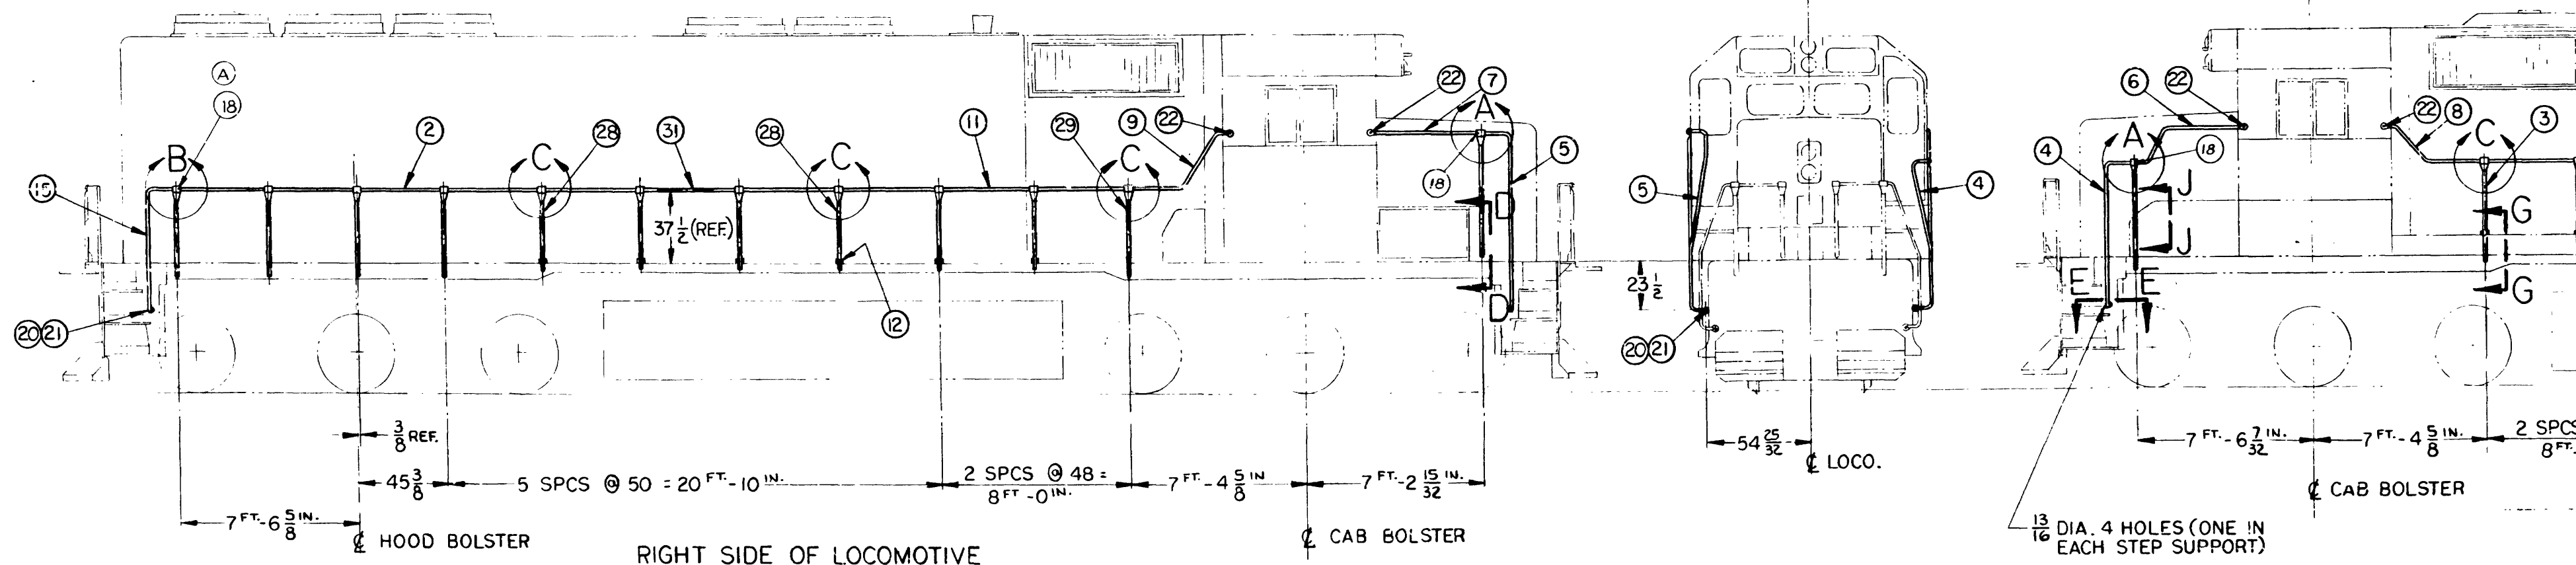 A
18
B
15
2
C
28
31
37 1/2 (REF.)
28
C
12
11
29
C
9
22
22
7
A
18
5
D
D
20 21
3/8 REF.
45 3/8
5 SPCS @ 50 = 20 FT.-10 IN.
2 SPCS @ 48 =
8 FT-0 IN.
7 FT.-4 5/8 IN
7 FT.-2 15/32 IN.
7 FT.-6 5/8 IN.
℄ HOOD BOLSTER
℄ CAB BOLSTER
RIGHT SIDE OF LOCOMOTIVE
5
4
23 1/2
20 21
54 25/32
℄ LOCO.
6
22
22
8
C
3
4
A
18
J
J
G
G
E
E
7 FT.-6 7/32 IN.
7 FT.-4 5/8 IN.
2 SPCS
8 FT.
℄ CAB BOLSTER
13/16 DIA. 4 HOLES (ONE IN
EACH STEP SUPPORT)